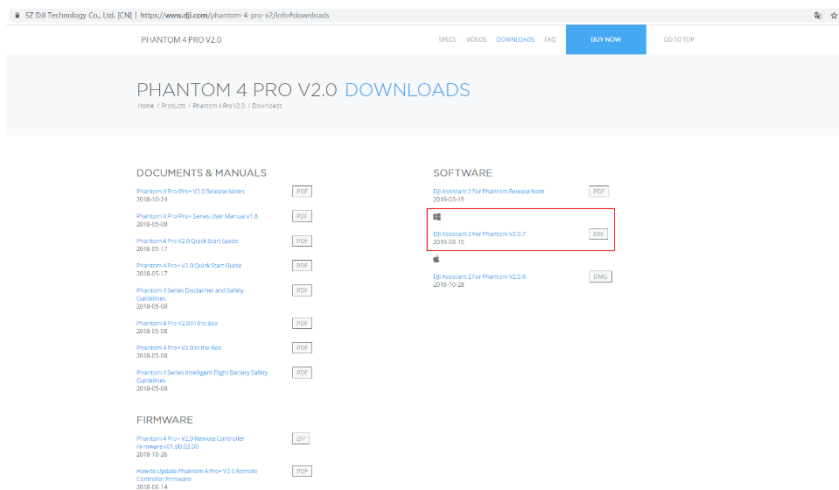 SZ DJI Technology Co., Ltd. [CN] | https://www.dji.com/phantom-4-pro-v2/info#downloads
PHANTOM 4 PRO V2.0
SPECS VIDEOS DOWNLOADS FAQ BUY NOW GO TO TOP
PHANTOM 4 PRO V2.0 DOWNLOADS
Home / Products / Phantom 4 Pro V2.0 / Downloads
DOCUMENTS & MANUALS
Phantom 4 Pro/Pro+ V2.0 Release Notes PDF
2018-10-24
Phantom 4 Pro/Pro+ Series User Manual v1.6 PDF
2018-05-08
Phantom 4 Pro V2.0 Quick Start Guide PDF
2018-05-17
Phantom 4 Pro+ V2.0 Quick Start Guide PDF
2018-05-17
Phantom 4 Series Disclaimer and Safety PDF
Guidelines
2018-05-08
Phantom 4 Pro V2.0 In the Box PDF
2018-05-08
Phantom 4 Pro+ V2.0 In the Box PDF
2018-05-08
Phantom 4 Series Intelligent Flight Battery Safety PDF
Guidelines
2018-05-08
FIRMWARE
Phantom 4 Pro+ V2.0 Remote Controller ZIP
Firmware v01.00.03.00
2018-10-26
How to Update Phantom 4 Pro+ V2.0 Remote PDF
Controller Firmware
2018-06-14
SOFTWARE
DJI Assistant 2 For Phantom Release Note PDF
2019-03-15
DJI Assistant 2 For Phantom V2.0.7 EXE
2019-03-15
DJI Assistant 2 For Phantom V2.0.6 DMG
2018-10-28